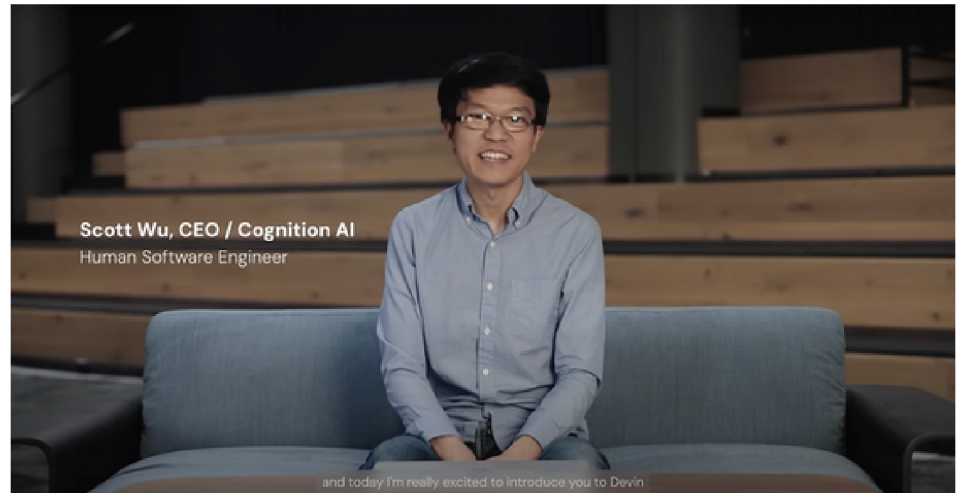 Scott Wu, CEO / Cognition AI
Human Software Engineer
and today I'm really excited to introduce you to Devin